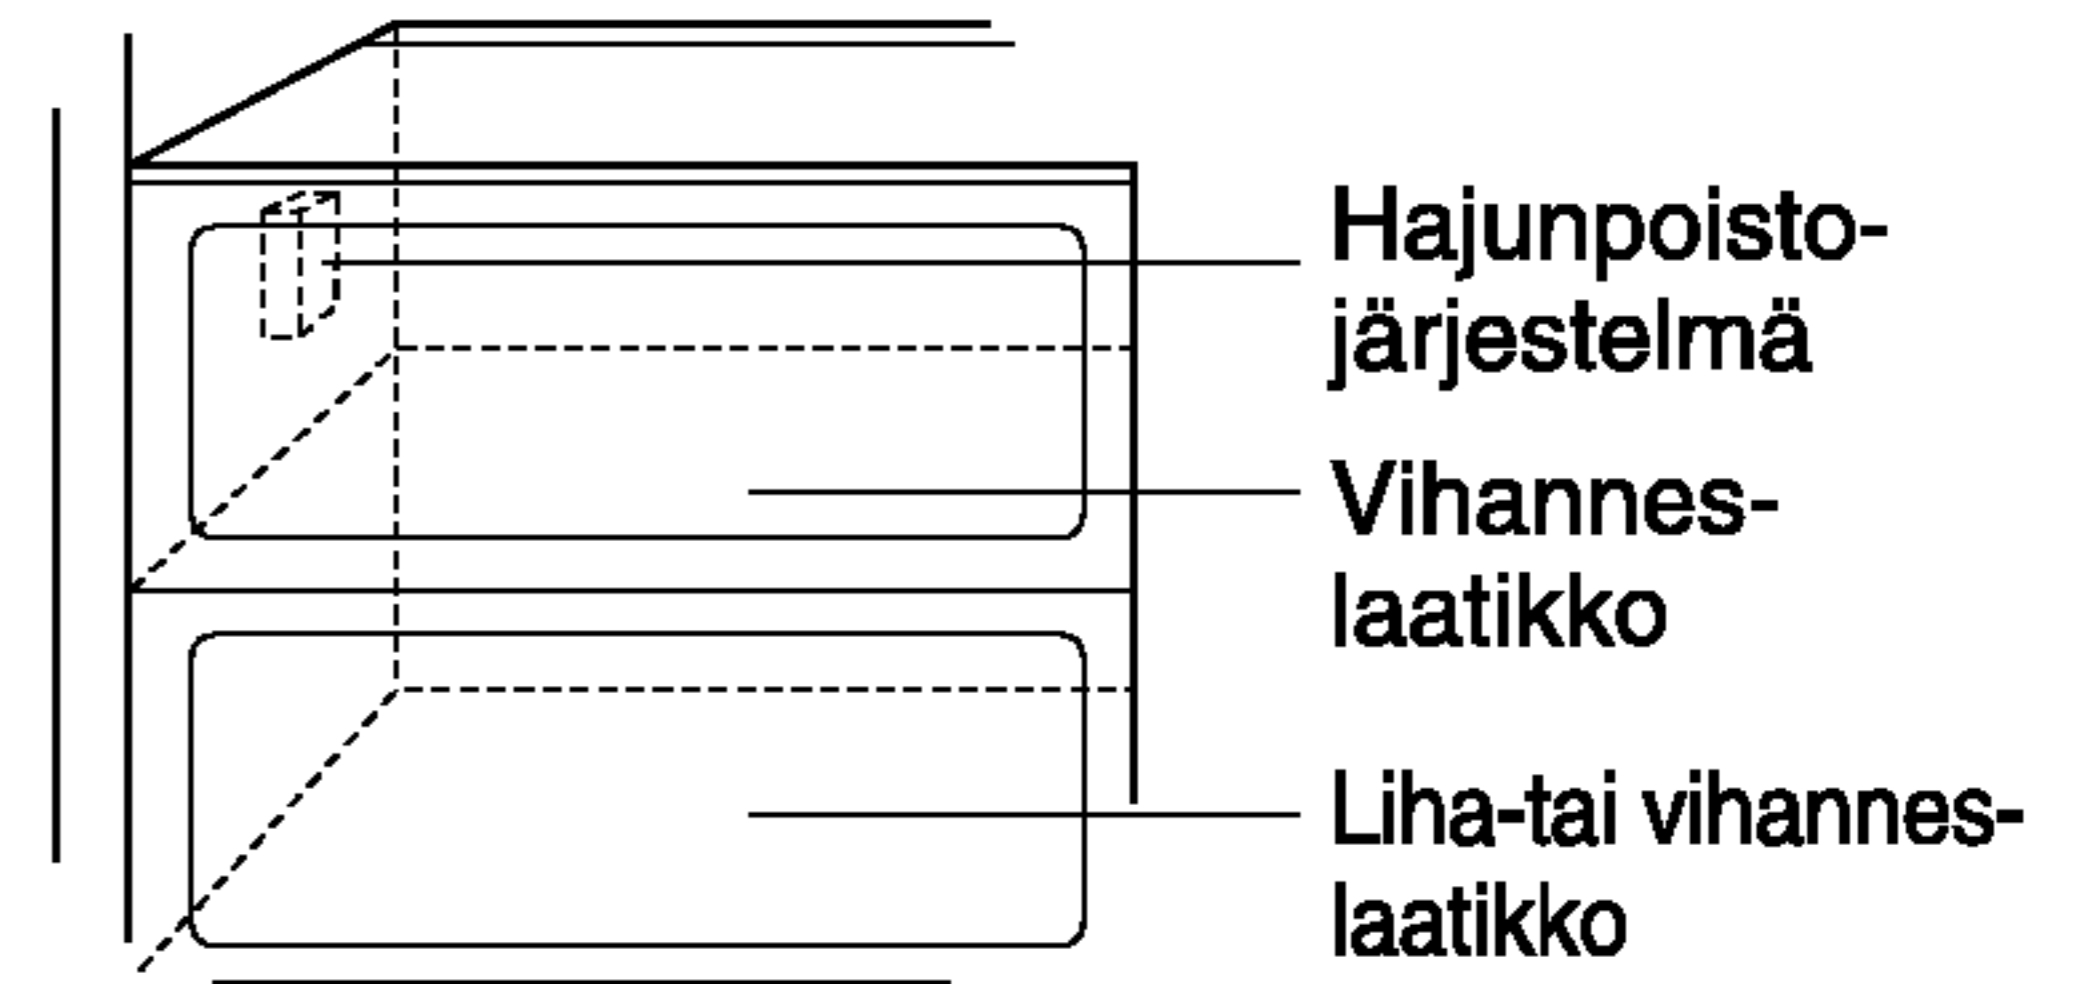 Hajunpoisto-
järjestelmä
Vihannes-
laatikko
Liha-tai vihannes-
laatikko